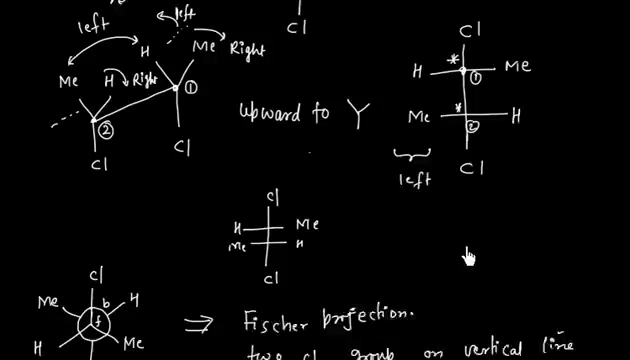 Cl
left
left
H
Me
Right
Me
H
Right
①
②
Cl
Cl
upward to Y
Cl
*
H
Me
①
*
Me
H
②
Cl
left
Cl
H
Me
Me
H
Cl
Cl
Me
b
H
f
H
Me
⇒ Fischer projection.
two cl group on vertical line